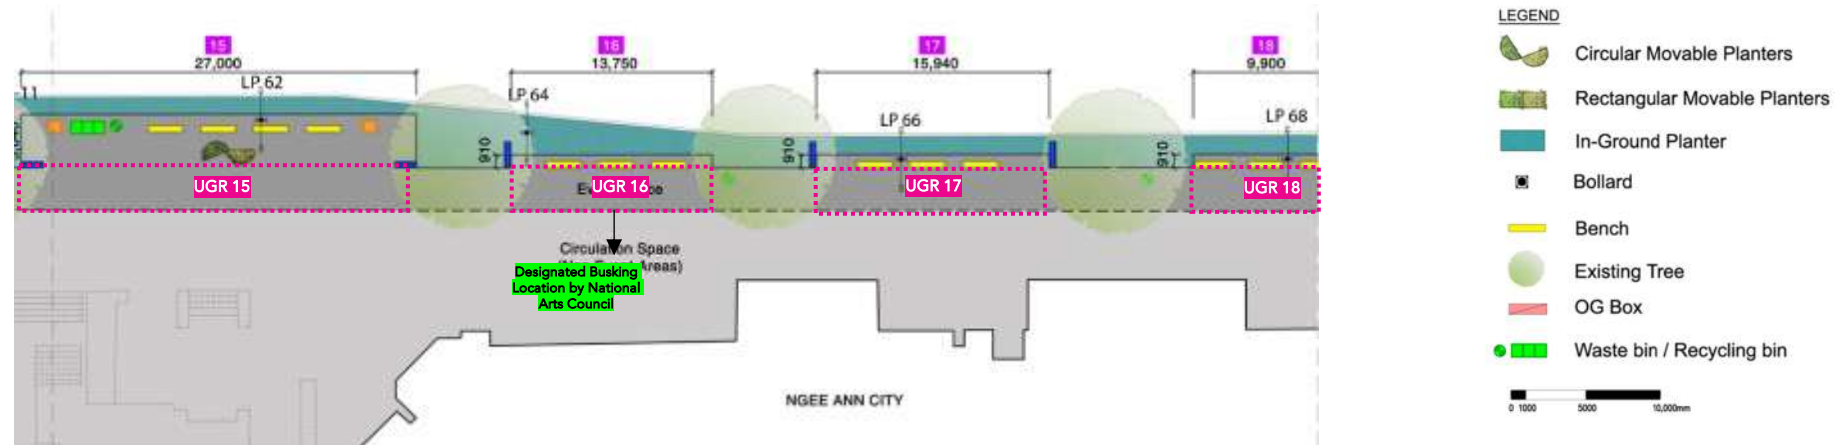 15
16
17
18
27,000
13,750
15,940
9,900
-11
LP 62
LP 64
LP 66
LP 68
910
910
910
UGR 15
UGR 16
UGR 17
UGR 18
Circulation Space
Areas)
Designated Busking
Location by National
Arts Council
NGEE ANN CITY
LEGEND
Circular Movable Planters
Rectangular Movable Planters
In-Ground Planter
Bollard
Bench
Existing Tree
OG Box
Waste bin / Recycling bin
0 1000 5000 10,000mm